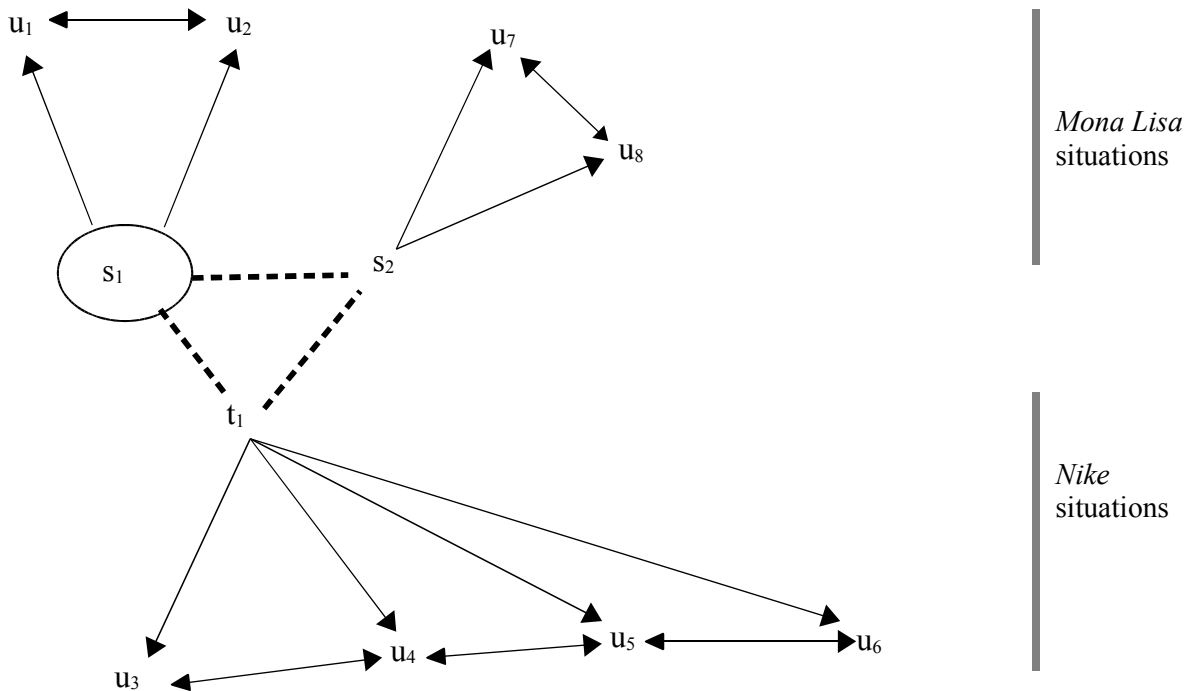 u1
u2
u7
u8
Mona Lisa
situations
s1
s2
t1
Nike
situations
u3
u4
u5
u6